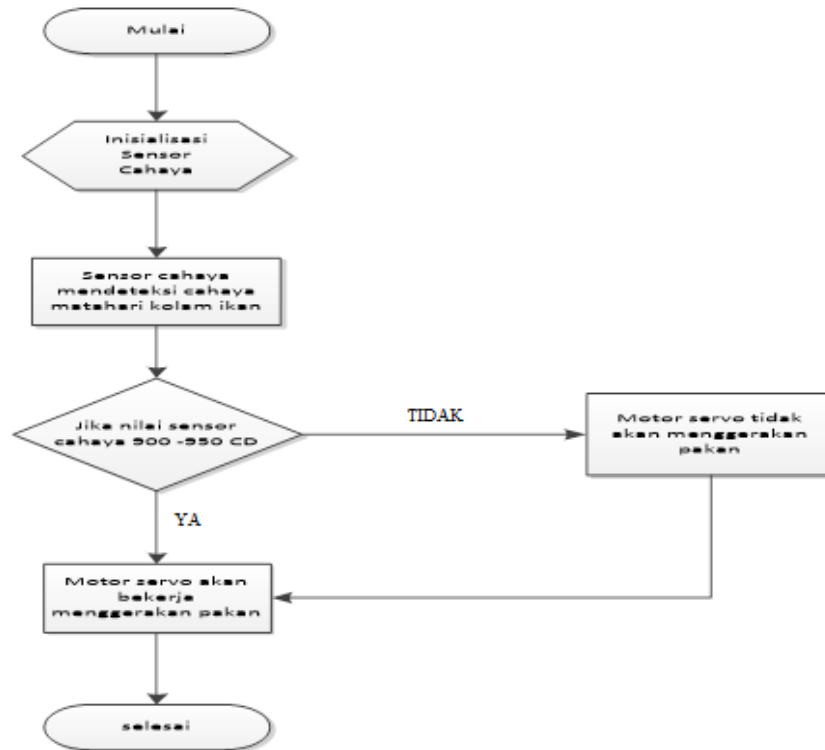 Mulai
Inisialisasi
Sensor
Cahaya
Sensor cahaya
mendeteksi cahaya
matahari kolam ikan
Jika nilai sensor
cahaya 900 -950 CD
TIDAK
Motor servo tidak
akan menggerakan
pakan
YA
Motor servo akan
bekerja
menggerakan pakan
selesai